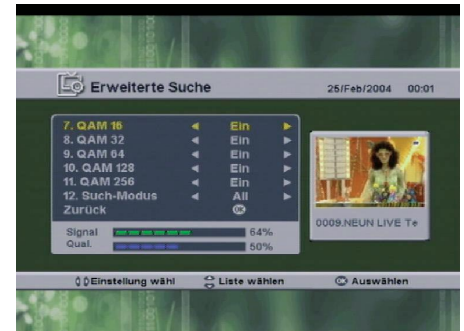 Erweiterte Suche 25/Feb/2004 00:01
7. QAM 16 Ein
8. QAM 32 Ein
9. QAM 64 Ein
10. QAM 128 Ein
11. QAM 256 Ein
12. Such-Modus All
Zurück OK
Signal 64%
Qual. 50%
0009.NEUN LIVE Te
Einstellung wähl Liste wählen OK Auswählen